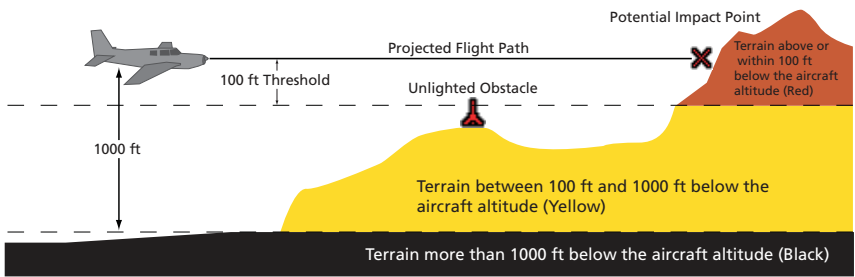 Potential Impact Point
Projected Flight Path
Terrain above or
within 100 ft
below the aircraft
altitude (Red)
100 ft Threshold
Unlighted Obstacle
1000 ft
Terrain between 100 ft and 1000 ft below the
aircraft altitude (Yellow)
Terrain more than 1000 ft below the aircraft altitude (Black)